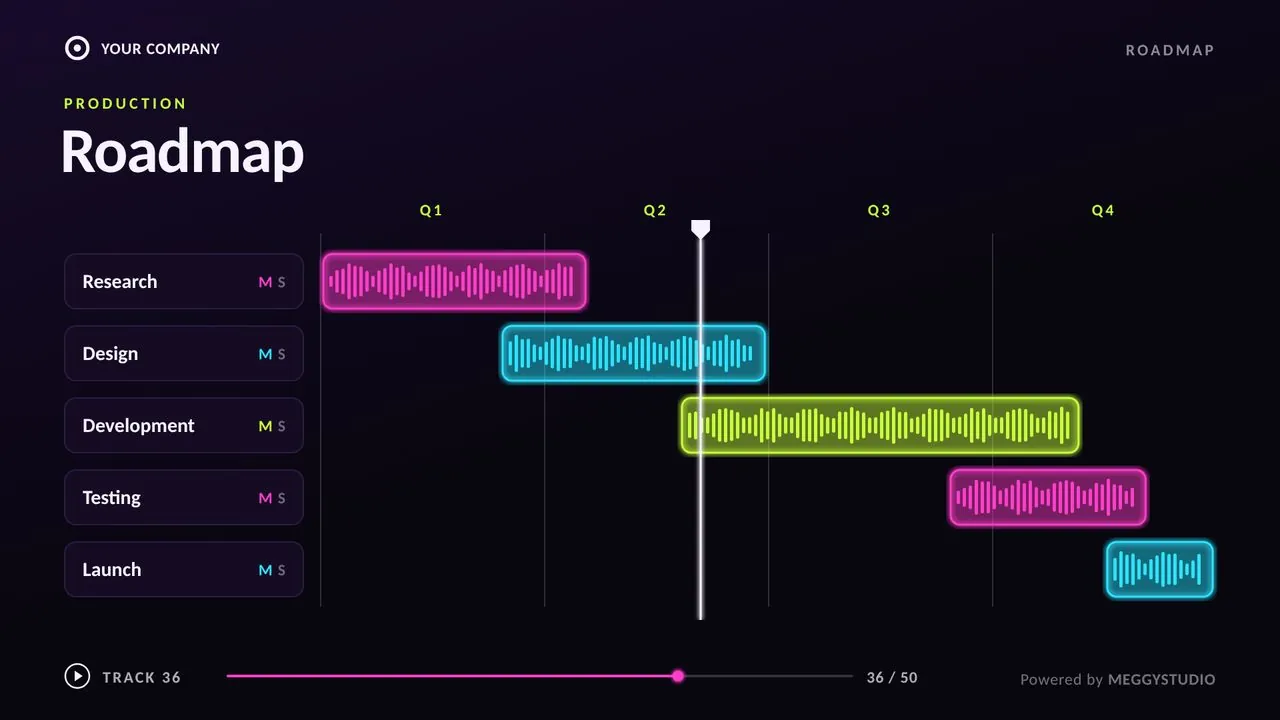 YOUR COMPANY
ROADMAP
PRODUCTION
Roadmap
Q1 Q2 Q3 Q4
Research M S
Design M S
Development M S
Testing M S
Launch M S
TRACK 36
36 / 50
Powered by MEGGYSTUDIO